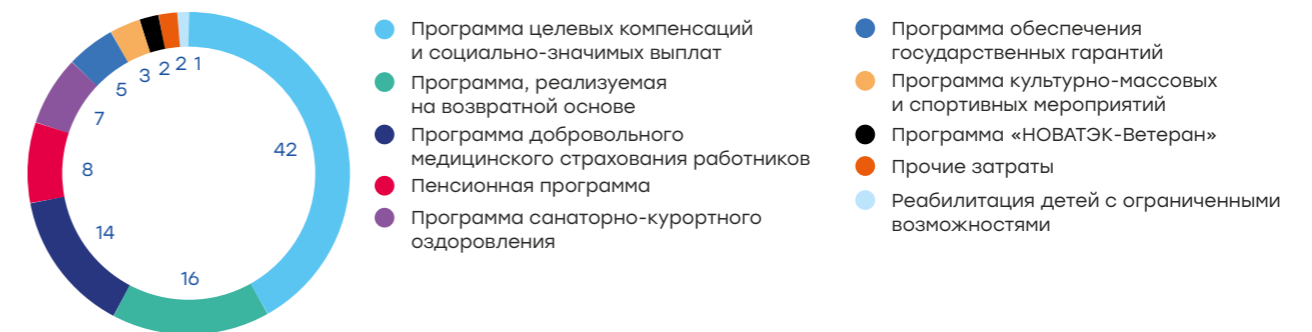 42
16
14
8
7
5
3
2
2
1
Программа целевых компенсаций
и социально-значимых выплат
Программа, реализуемая
на возвратной основе
Программа добровольного
медицинского страхования работников
Пенсионная программа
Программа санаторно-курортного
оздоровления
Программа обеспечения
государственных гарантий
Программа культурно-массовых
и спортивных мероприятий
Программа «НОВАТЭК-Ветеран»
Прочие затраты
Реабилитация детей с ограниченными
возможностями